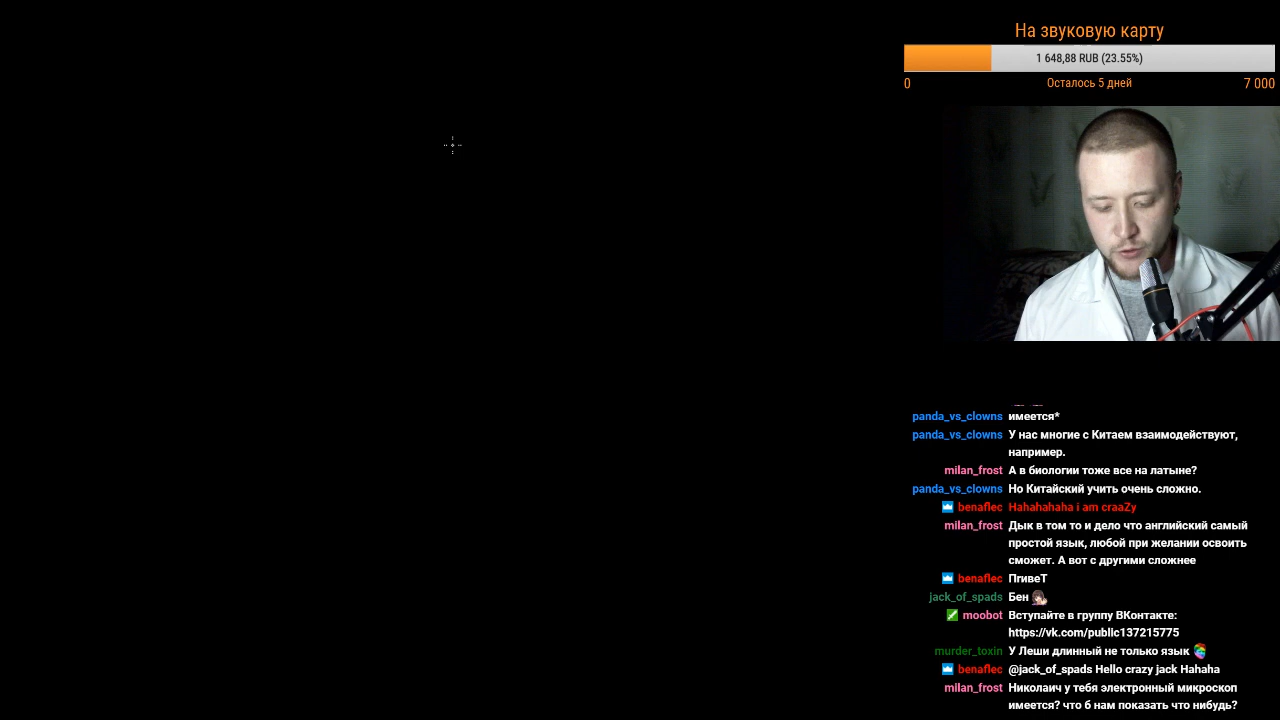 На звуковую карту
1 648,88 RUB (23.55%)
0 Осталось 5 дней 7 000
panda_vs_clowns имеется*
panda_vs_clowns У нас многие с Китаем взаимодействуют,
например.
milan_frost А в биологии тоже все на латыне?
panda_vs_clowns Но Китайский учить очень сложно.
benaflec Hahahahaha i am craaZy
milan_frost Дык в том то и дело что английский самый
простой язык, любой при желании освоить
сможет. А вот с другими сложнее
benaflec ПгивеТ
jack_of_spads Бен
moobot Вступайте в группу ВКонтакте:
https://vk.com/public137215775
murder_toxin У Леши длинный не только язык
benaflec @jack_of_spads Hello crazy jack Hahaha
milan_frost Николаич у тебя электронный микроскоп
имеется? что б нам показать что нибудь?